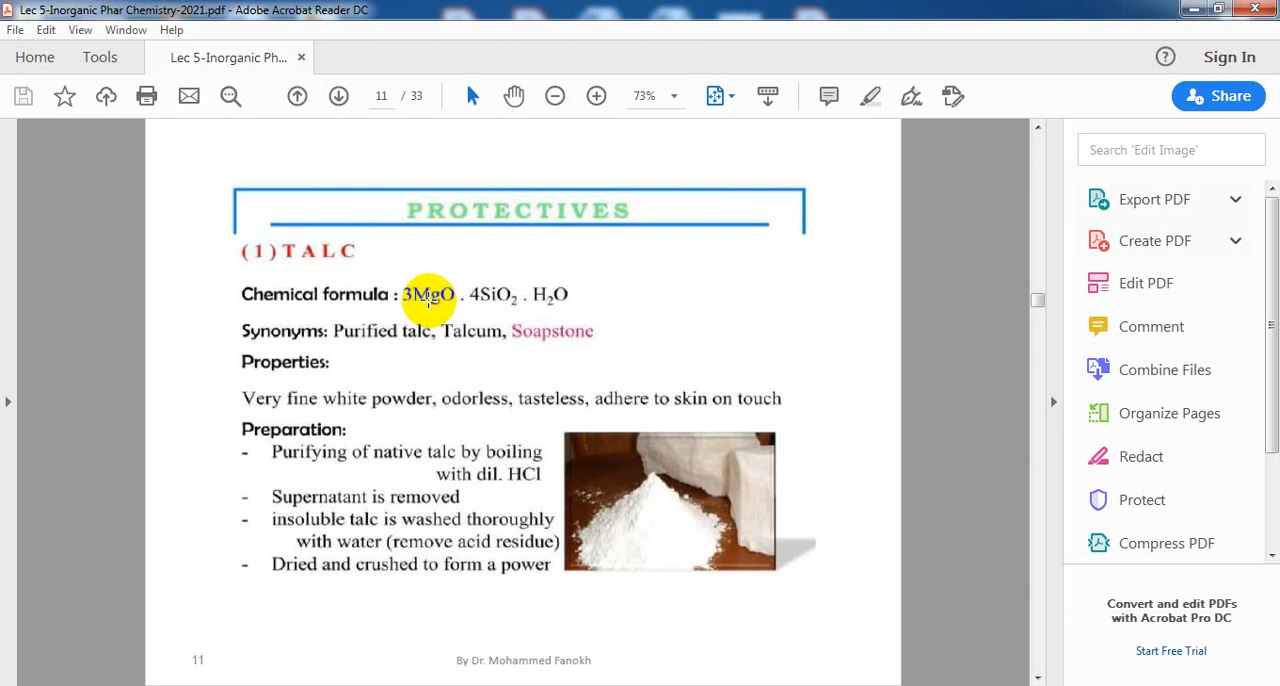 Lec 5-Inorganic Phar Chemistry-2021.pdf - Adobe Acrobat Reader DC
File Edit View Window Help
Home Tools Lec 5-Inorganic Ph... × Sign In
11 / 33 73% Share
PROTECTIVES
(1) TALC
Chemical formula : 3MgO . 4SiO₂ . H₂O
Synonyms: Purified talc, Talcum, Soapstone
Properties:
Very fine white powder, odorless, tasteless, adhere to skin on touch
Preparation:
- Purifying of native talc by boiling
with dil. HCl
- Supernatant is removed
- insoluble talc is washed thoroughly
with water (remove acid residue)
- Dried and crushed to form a power
11 By Dr. Mohammed Fanokh
Search 'Edit Image'
Export PDF
Create PDF
Edit PDF
Comment
Combine Files
Organize Pages
Redact
Protect
Compress PDF
Convert and edit PDFs
with Acrobat Pro DC
Start Free Trial